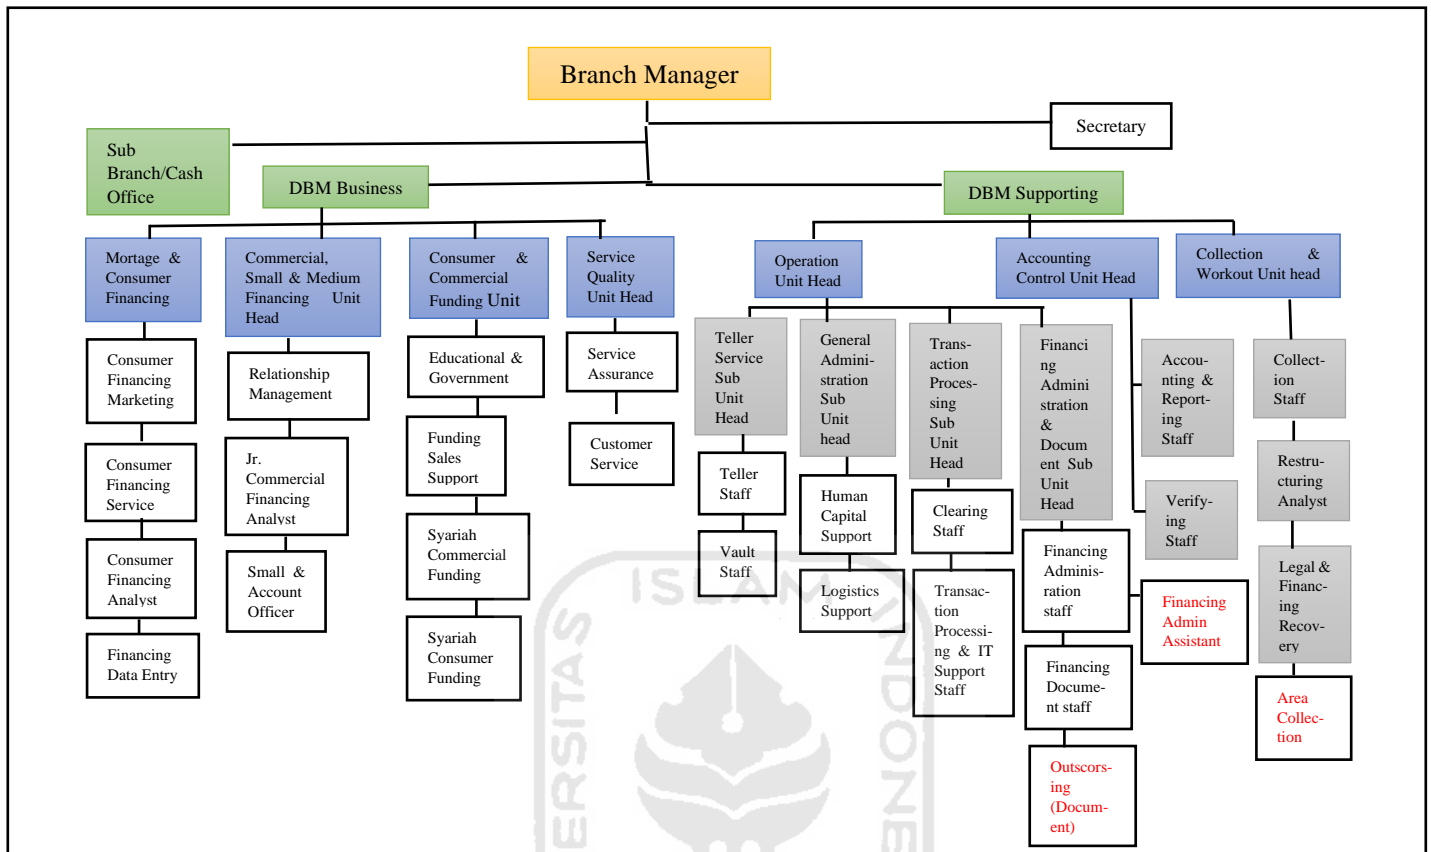 Branch Manager
Secretary
Sub
Branch/Cash
Office
DBM Business
DBM Supporting
Mortage &
Consumer
Financing
Commercial,
Small & Medium
Financing Unit
Head
Consumer &
Commercial
Funding Unit
Service
Quality
Unit Head
Operation
Unit Head
Accounting
Control Unit Head
Collection &
Workout Unit head
Consumer
Financing
Marketing
Consumer
Financing
Service
Consumer
Financing
Analyst
Financing
Data Entry
Relationship
Management
Jr.
Commercial
Financing
Analyst
Small &
Account
Officer
Educational &
Government
Funding
Sales
Support
Syariah
Commercial
Funding
Syariah
Consumer
Funding
Service
Assurance
Customer
Service
Teller
Service
Sub
Unit
Head
Teller
Staff
Vault
Staff
General
Admini-
stration
Sub
Unit
head
Human
Capital
Support
Logistics
Support
Trans-
action
Proces-
sing
Sub
Unit
Head
Clearing
Staff
Transac-
tion
Processi-
ng & IT
Support
Staff
Financi
ng
Admini
stration
&
Docum
ent Sub
Unit
Head
Financing
Adminis-
ration
staff
Financing
Docume-
nt staff
Outscors-
ing
(Docum-
ent)
Financing
Admin
Assistant
Accou-
nting &
Report-
ing
Staff
Verify-
ing
Staff
Collect-
ion
Staff
Restru-
cturing
Analyst
Legal &
Financ-
ing
Recov-
ery
Area
Collec-
tion
UNIVERSITAS ISLAM INDONE